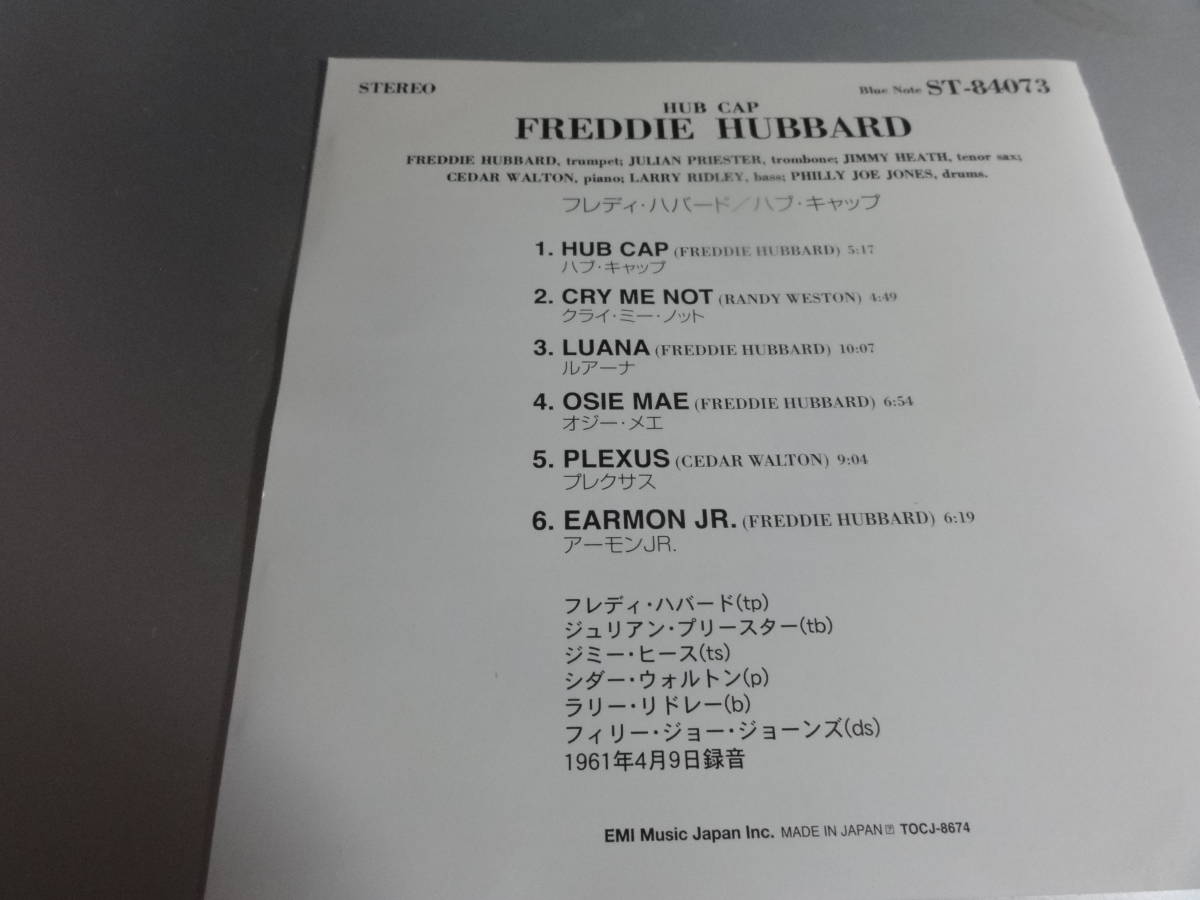 STEREO
Blue Note ST-84073
HUB CAP
FREDDIE HUBBARD
FREDDIE HUBBARD, trumpet; JULIAN PRIESTER, trombone; JIMMY HEATH, tenor sax;
CEDAR WALTON, piano; LARRY RIDLEY, bass; PHILLY JOE JONES, drums.
フレディ・ハバード／ハブ・キャップ
1. HUB CAP (FREDDIE HUBBARD) 5:17
ハブ・キャップ
2. CRY ME NOT (RANDY WESTON) 4:49
クライ・ミー・ノット
3. LUANA (FREDDIE HUBBARD) 10:07
ルアーナ
4. OSIE MAE (FREDDIE HUBBARD) 6:54
オジー・メエ
5. PLEXUS (CEDAR WALTON) 9:04
プレクサス
6. EARMON JR. (FREDDIE HUBBARD) 6:19
アーモンJR.
フレディ・ハバード(tp)
ジュリアン・プリースター(tb)
ジミー・ヒース(ts)
シダー・ウォルトン(p)
ラリー・リドレー(b)
フィリー・ジョー・ジョーンズ(ds)
1961年4月9日録音
EMI Music Japan Inc. MADE IN JAPAN Ⓟ TOCJ-8674